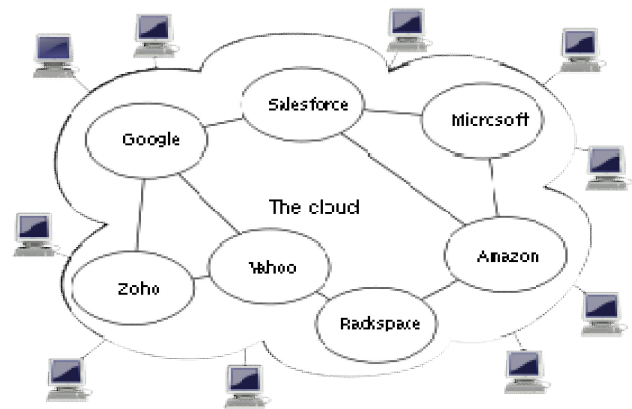 Salesforce
Microsoft
Google
The cloud
Yahoo
Amazon
Zoho
Rackspace